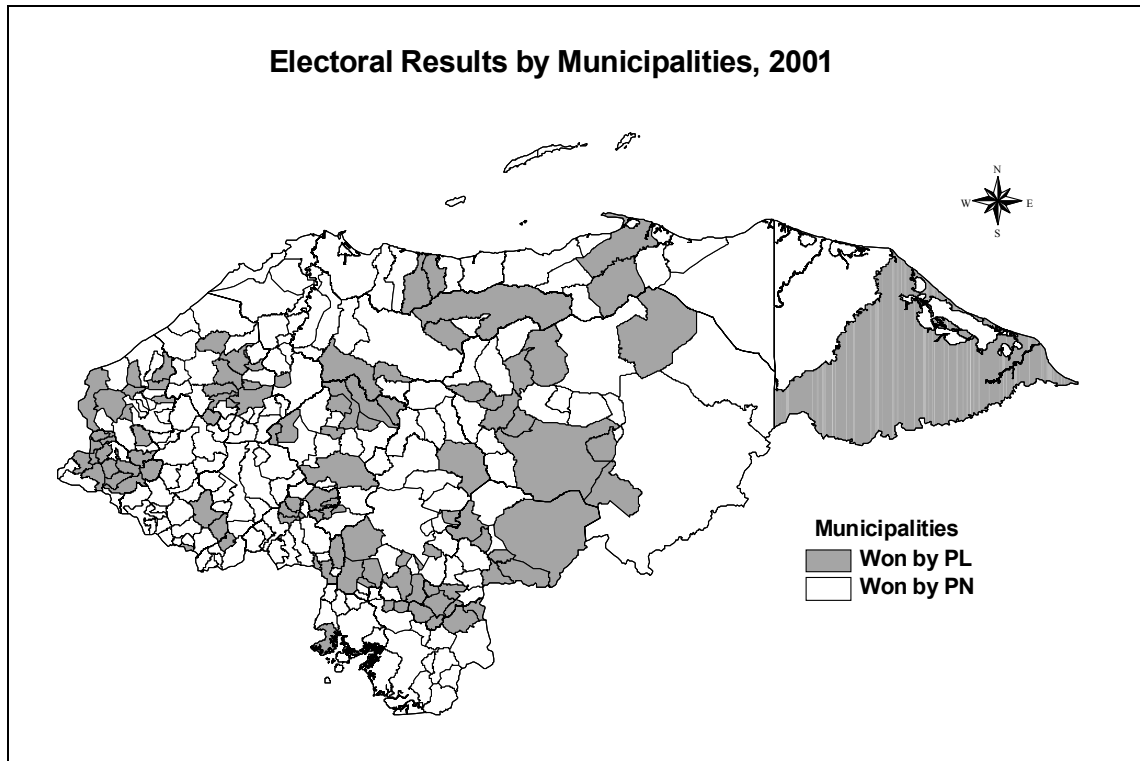 Electoral Results by Municipalities, 2001
N
W E
S
Municipalities
Won by PL
Won by PN